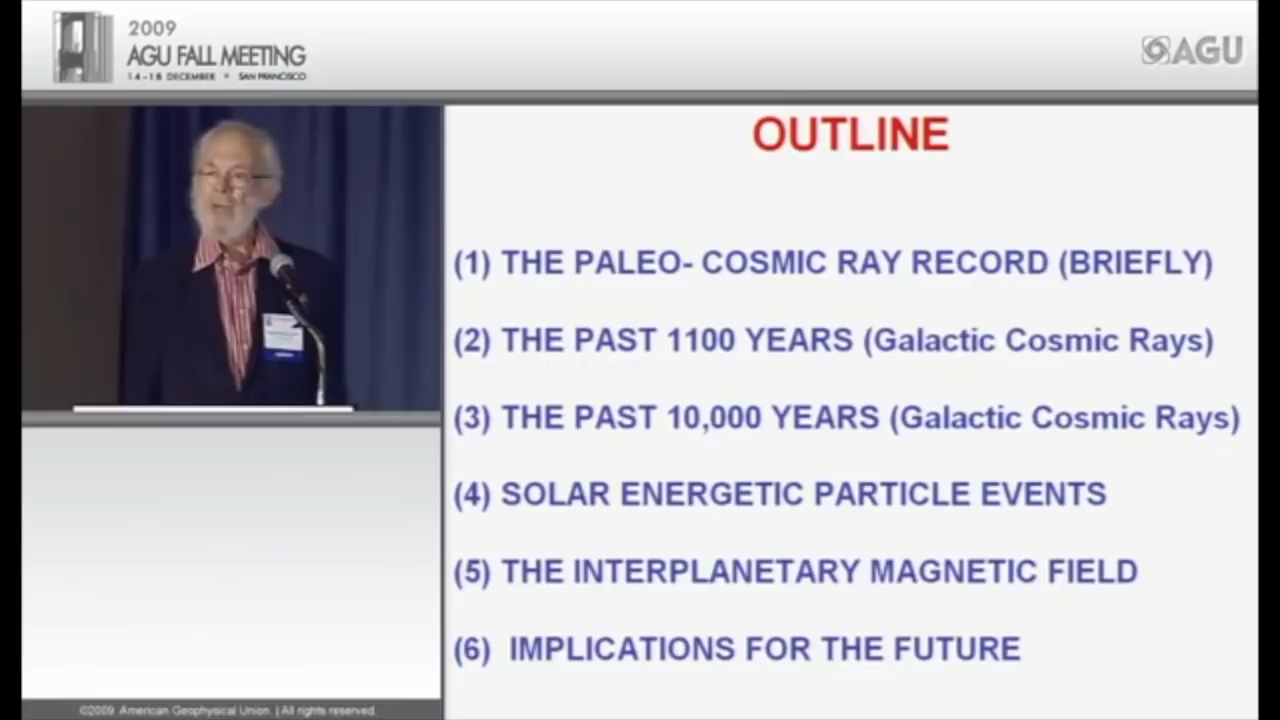 2009
AGU FALL MEETING
14-18 DECEMBER • SAN FRANCISCO
AGU
OUTLINE
(1) THE PALEO- COSMIC RAY RECORD (BRIEFLY)
(2) THE PAST 1100 YEARS (Galactic Cosmic Rays)
(3) THE PAST 10,000 YEARS (Galactic Cosmic Rays)
(4) SOLAR ENERGETIC PARTICLE EVENTS
(5) THE INTERPLANETARY MAGNETIC FIELD
(6) IMPLICATIONS FOR THE FUTURE
©2009 American Geophysical Union. | All rights reserved.